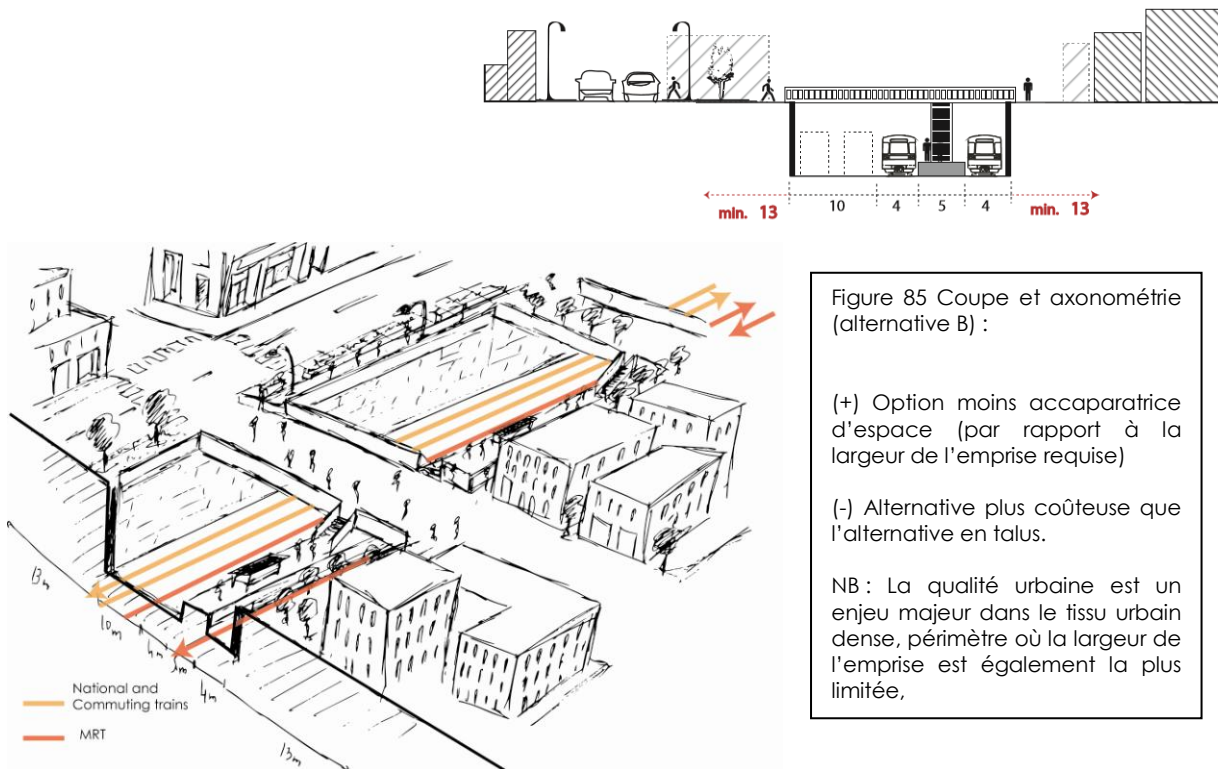 min. 13
10
4
5
4
min. 13
Figure 85 Coupe et axonométrie
(alternative B) :
(+) Option moins accaparatrice
d'espace (par rapport à la
largeur de l'emprise requise)
(-) Alternative plus coûteuse que
l'alternative en talus.
NB : La qualité urbaine est un
enjeu majeur dans le tissu urbain
dense, périmètre où la largeur de
l'emprise est également la plus
limitée,
13m
10m
4m
4m
13m
National and
Commuting trains
MRT